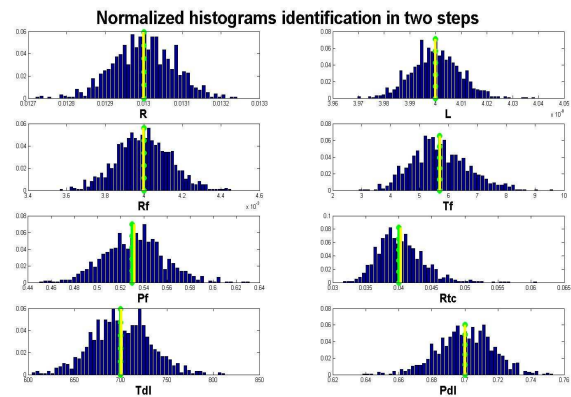 Normalized histograms identification in two steps
0.06 0.04 0.02 0
0.0127 0.0128 0.0129 0.013 0.0131 0.0132 0.0133
R
0.08 0.06 0.04 0.02 0
3.96 3.97 3.98 3.99 4 4.01 4.02 4.03 4.04 4.05
L
0.06 0.04 0.02 0
3.4 3.6 3.8 4 4.2 4.4 4.6
Rf
0.08 0.06 0.04 0.02 0
2 3 4 5 6 7 8 9 10
Tf
0.08 0.06 0.04 0.02 0
0.44 0.46 0.48 0.5 0.52 0.54 0.56 0.58 0.6 0.62 0.64
Pf
0.1 0.05 0
0.03 0.035 0.04 0.045 0.05 0.055 0.06 0.065
Rtc
0.06 0.04 0.02 0
600 650 700 750 800 850
Tdl
0.08 0.06 0.04 0.02 0
0.62 0.64 0.66 0.68 0.7 0.72 0.74 0.76
Pdl